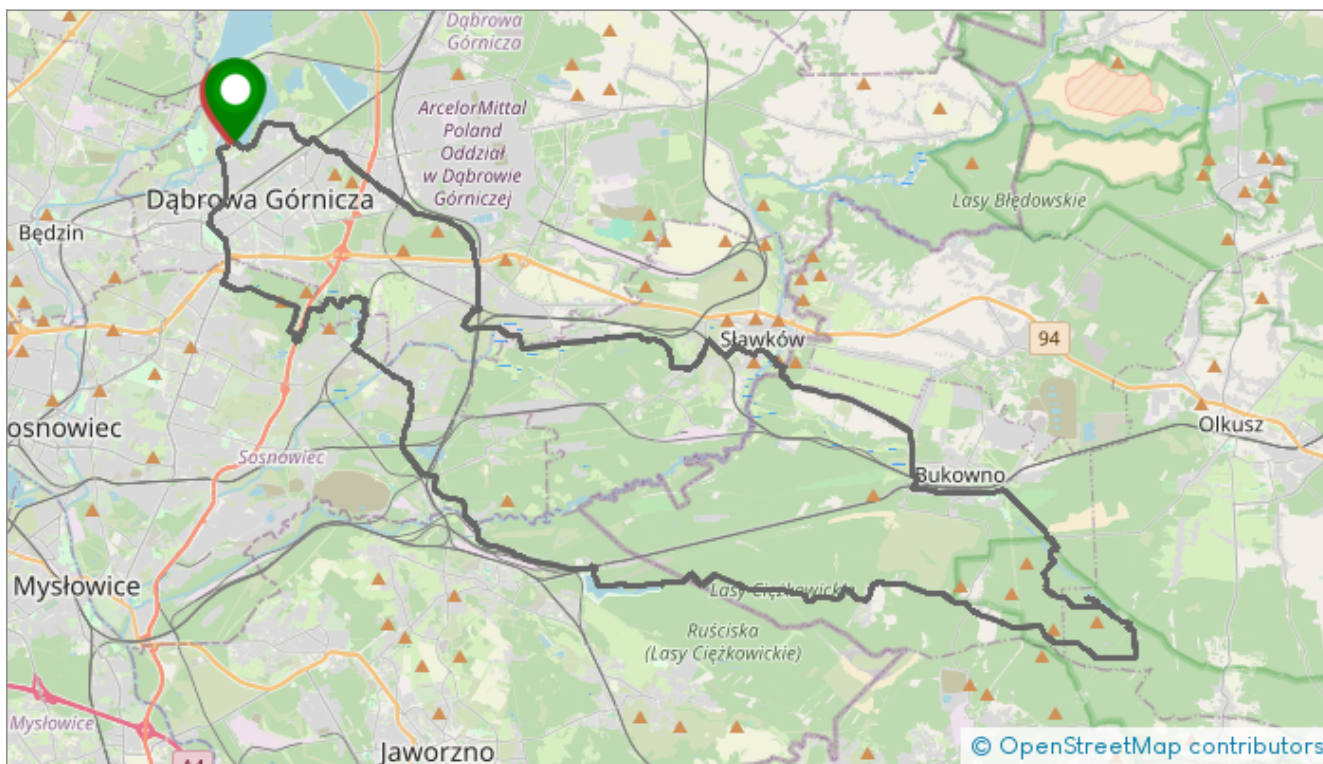 Dąbrowa
Górnicza
ArcelorMittal
Poland
Oddział
w Dąbrowie
Górniczej
Dąbrowa Górnicza
Lasy Błędowskie
Będzin
Sławków
94
osnowiec
Olkusz
Sosnowiec
Bukowno
Mysłowice
Lasy Ciężkowickie
Ruściska
(Lasy Ciężkowickie)
Mysłowice
Jaworzno
© OpenStreetMap contributors